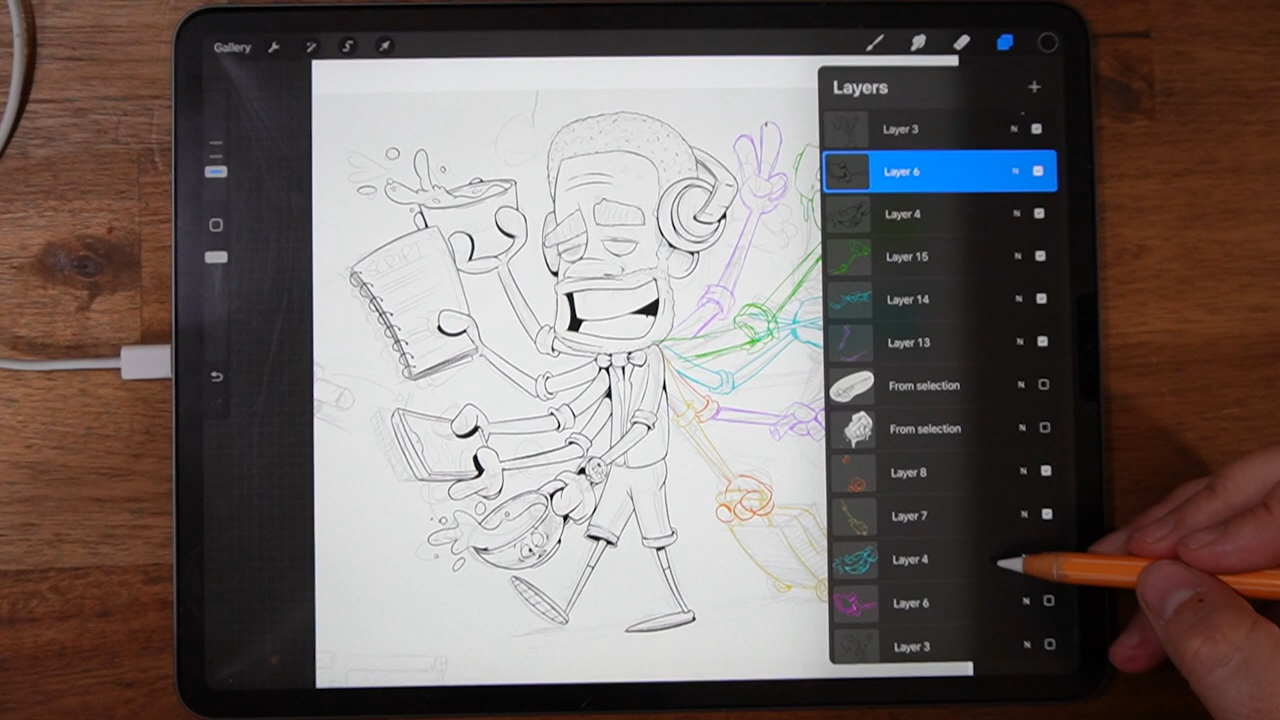 Gallery
Layers
Layer 3 N
Layer 6 N
Layer 4 N
Layer 15 N
Layer 14 N
Layer 13 N
From selection N
From selection N
Layer 8 N
Layer 7 N
Layer 4
Layer 6 N
Layer 3 N
SCRIPT